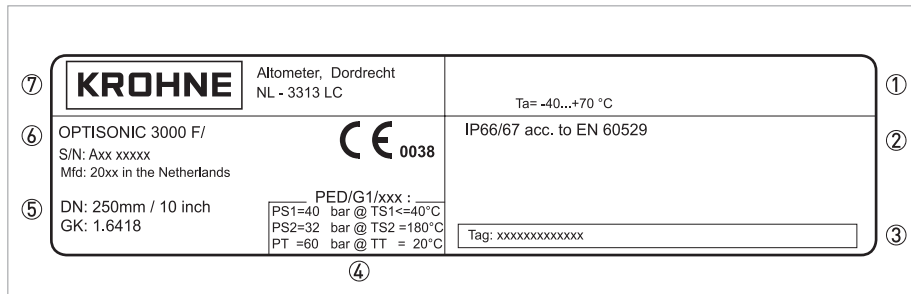 ⑦ KROHNE
Altometer, Dordrecht
NL - 3313 LC
Ta= -40...+70 °C
①
⑥ OPTISONIC 3000 F/
S/N: Axx xxxxx
Mfd: 20xx in the Netherlands
CE 0038
IP66/67 acc. to EN 60529
②
⑤ DN: 250mm / 10 inch
GK: 1.6418
PED/G1/xxx :
PS1=40 bar @ TS1<=40°C
PS2=32 bar @ TS2 =180°C
PT =60 bar @ TT = 20°C
④
Tag: xxxxxxxxxxxxx
③